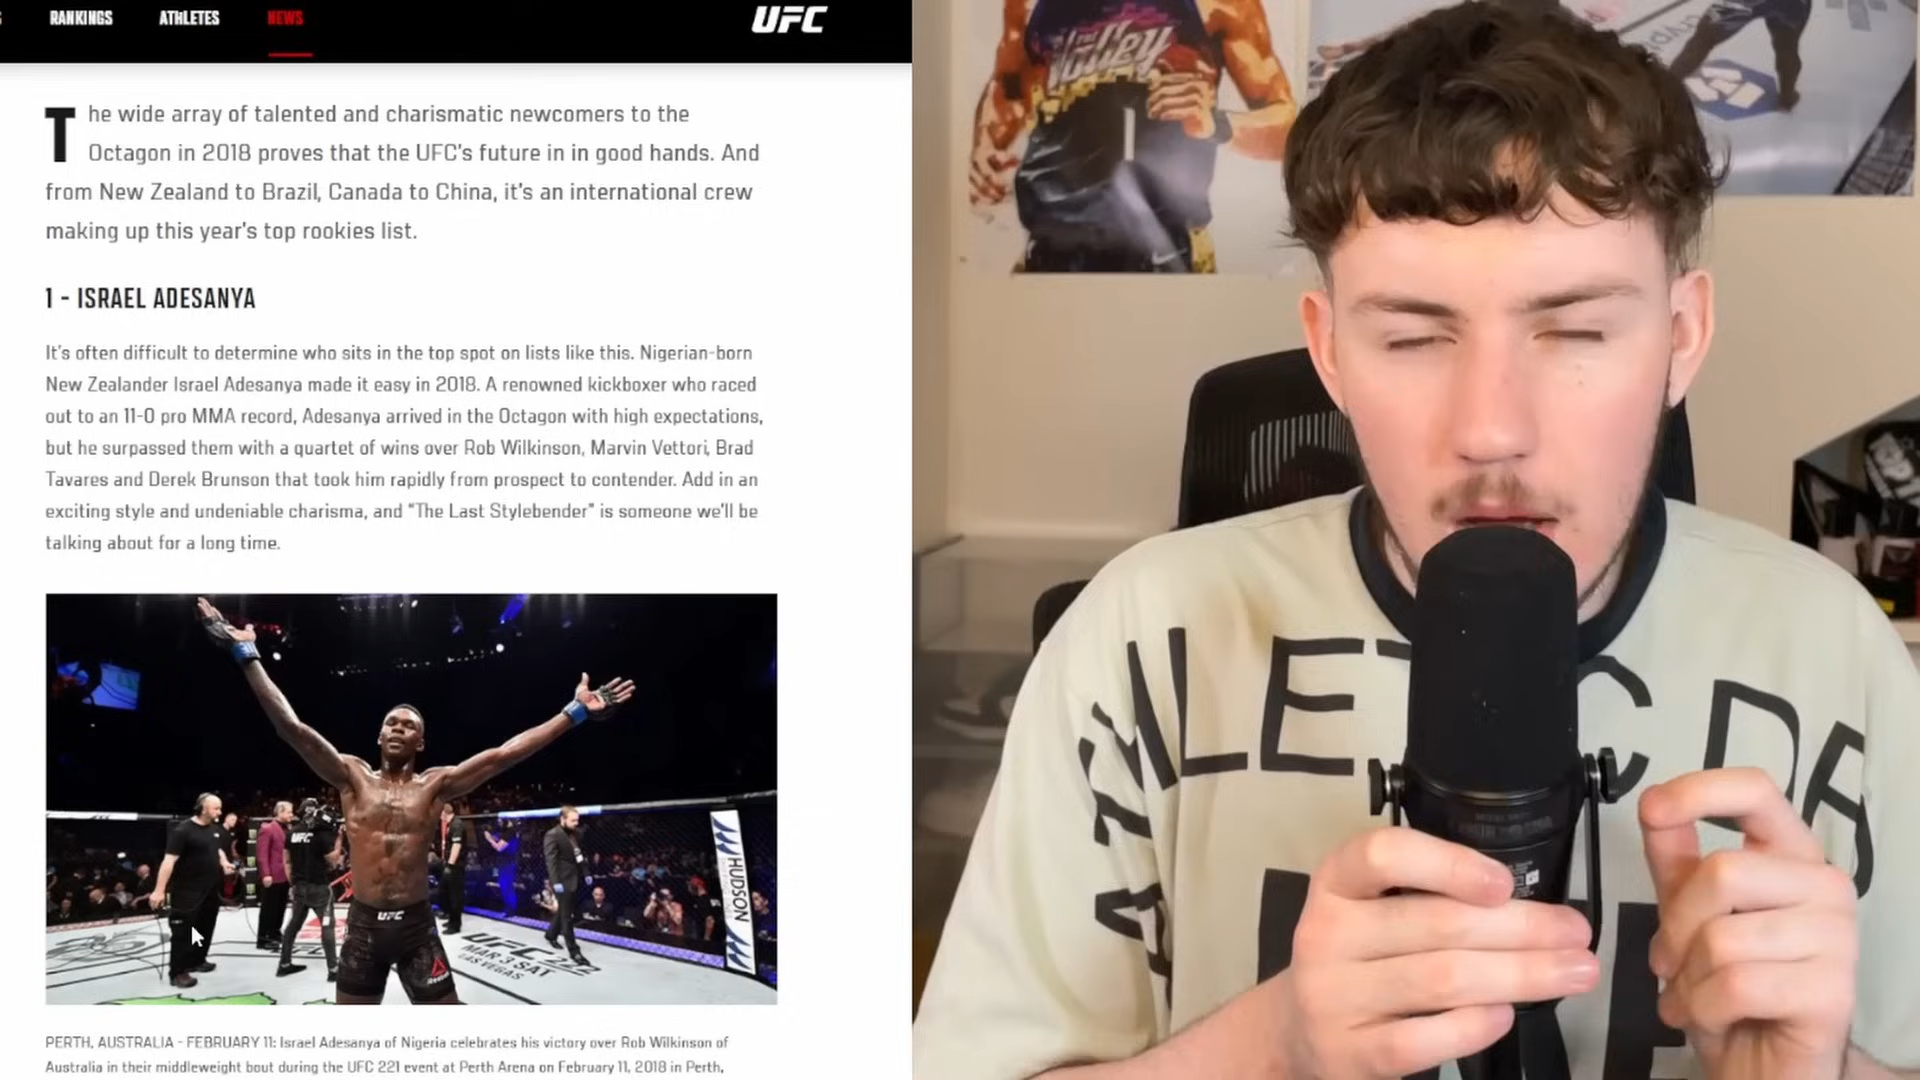 RANKINGS
ATHLETES
NEWS
UFC
The wide array of talented and charismatic newcomers to the
Octagon in 2018 proves that the UFC's future in in good hands. And
from New Zealand to Brazil, Canada to China, it's an international crew
making up this year's top rookies list.
1 - ISRAEL ADESANYA
It's often difficult to determine who sits in the top spot on lists like this. Nigerian-born
New Zealander Israel Adesanya made it easy in 2018. A renowned kickboxer who raced
out to an 11-0 pro MMA record, Adesanya arrived in the Octagon with high expectations,
but he surpassed them with a quartet of wins over Rob Wilkinson, Marvin Vettori, Brad
Tavares and Derek Brunson that took him rapidly from prospect to contender. Add in an
exciting style and undeniable charisma, and "The Last Stylebender" is someone we'll be
talking about for a long time.
UFC
UFC
HUDSON
UFC 222
MAR 3 SAT
LAS VEGAS
PERTH, AUSTRALIA - FEBRUARY 11: Israel Adesanya of Nigeria celebrates his victory over Rob Wilkinson of
Australia in their middleweight bout during the UFC 221 event at Perth Arena on February 11, 2018 in Perth,
Volley